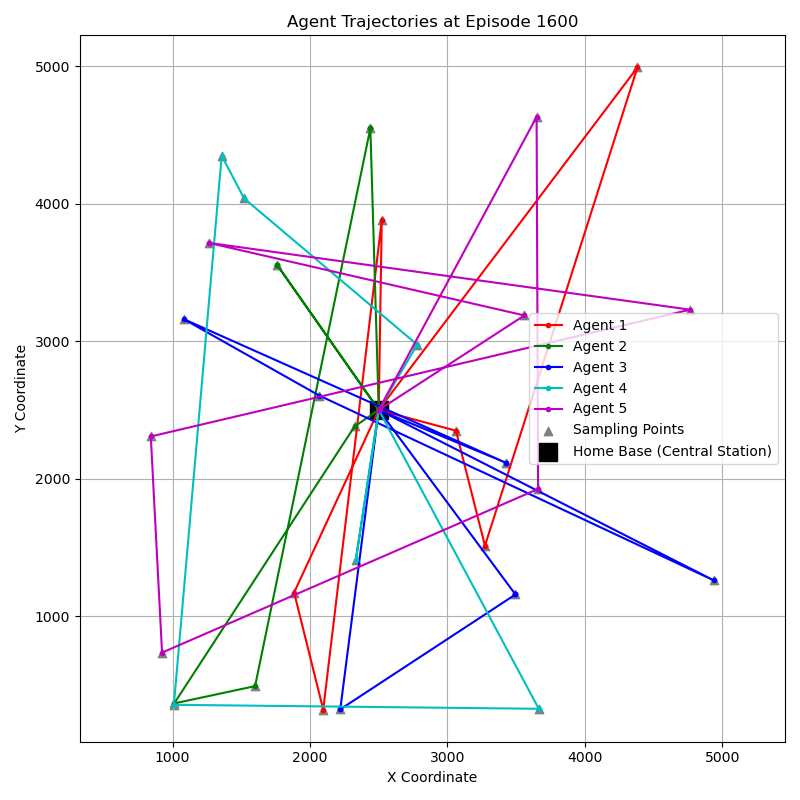 Agent Trajectories at Episode 1600
Y Coordinate
5000
4000
3000
2000
1000
Agent 1
Agent 2
Agent 3
Agent 4
Agent 5
Sampling Points
Home Base (Central Station)
1000 2000 3000 4000 5000
X Coordinate